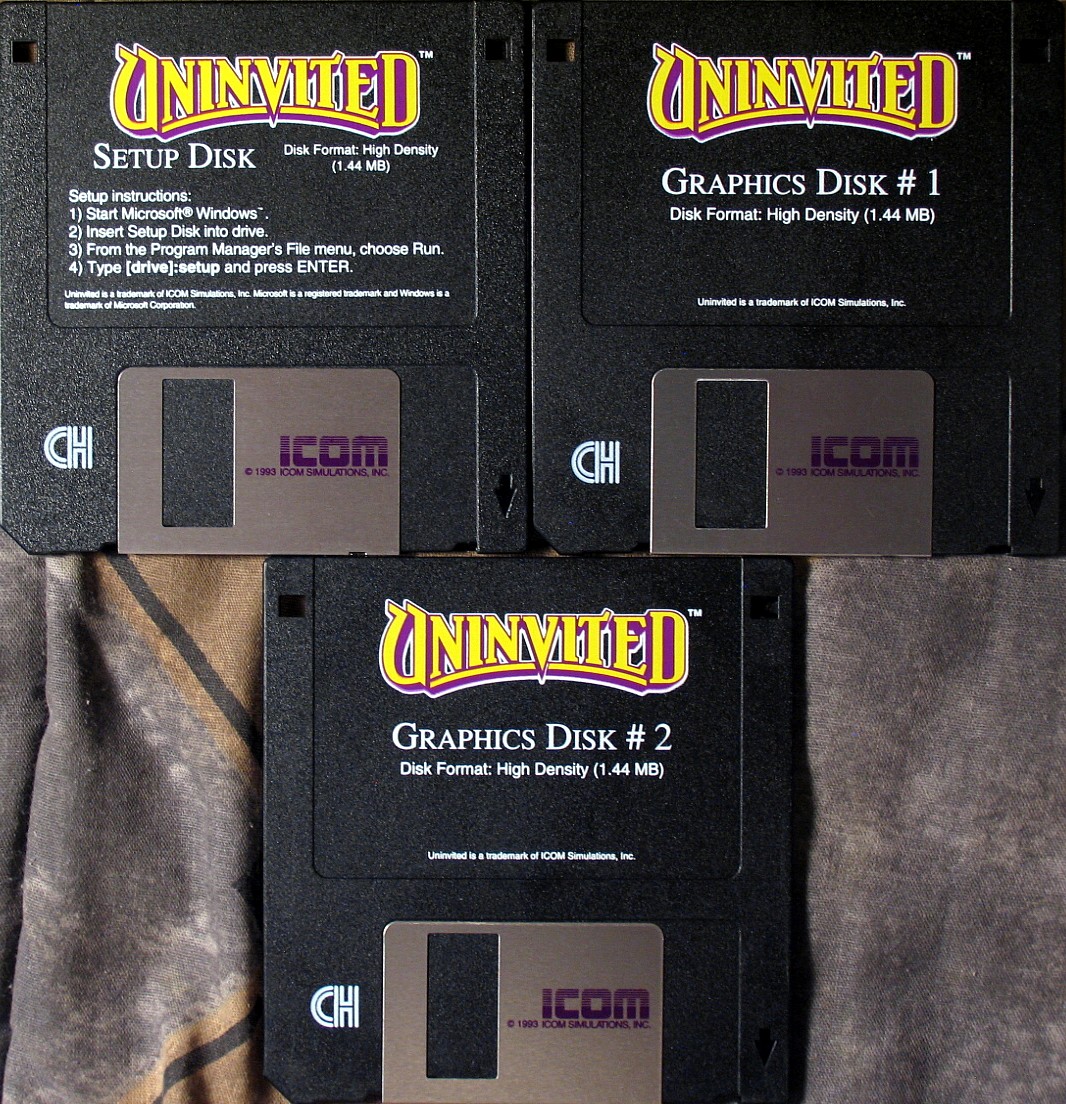 UNINVITED™
SETUP DISK
Disk Format: High Density
(1.44 MB)
Setup instructions:
1) Start Microsoft® Windows™.
2) Insert Setup Disk into drive.
3) From the Program Manager's File menu, choose Run.
4) Type [drive]:setup and press ENTER.
Uninvited is a trademark of ICOM Simulations, Inc. Microsoft is a registered trademark and Windows is a
trademark of Microsoft Corporation.
HD
ICOM
© 1993 ICOM SIMULATIONS, INC.
UNINVITED™
GRAPHICS DISK # 1
Disk Format: High Density (1.44 MB)
Uninvited is a trademark of ICOM Simulations, Inc.
HD
ICOM
© 1993 ICOM SIMULATIONS, INC.
UNINVITED™
GRAPHICS DISK # 2
Disk Format: High Density (1.44 MB)
Uninvited is a trademark of ICOM Simulations, Inc.
HD
ICOM
© 1993 ICOM SIMULATIONS, INC.